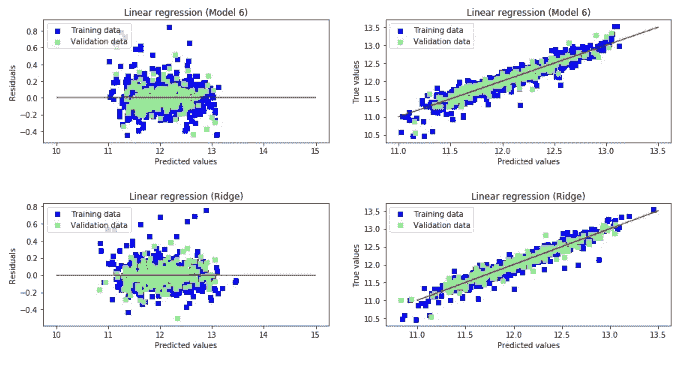 Linear regression (Model 6)
Residuals
0.8
0.6
0.4
0.2
0.0
−0.2
−0.4
Training data
Validation data
10
11
12
13
14
15
Predicted values
Linear regression (Model 6)
True values
13.5
13.0
12.5
12.0
11.5
11.0
10.5
Training data
Validation data
11.0
11.5
12.0
12.5
13.0
13.5
Predicted values
Linear regression (Ridge)
Residuals
0.8
0.6
0.4
0.2
0.0
−0.2
−0.4
Training data
Validation data
10
11
12
13
14
15
Predicted values
Linear regression (Ridge)
True values
13.5
13.0
12.5
12.0
11.5
11.0
10.5
Training data
Validation data
11.0
11.5
12.0
12.5
13.0
13.5
Predicted values